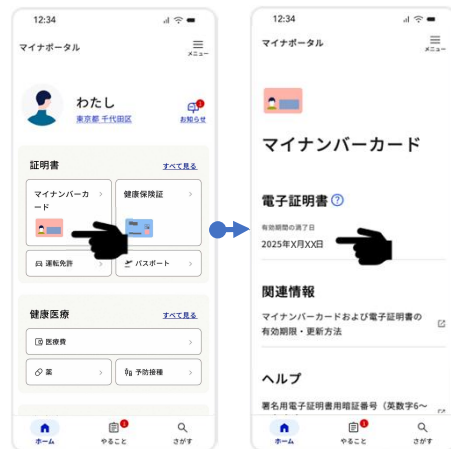 12:34
マイナポータル
メニュー
わたし
東京都 千代田区
1
お知らせ
証明書
すべて見る
マイナンバーカ
ード
健康保険証
運転免許
パスポート
健康医療
すべて見る
医療費
薬
予防接種
1
ホーム
やること
さがす
12:34
マイナポータル
メニュー
マイナンバーカード
電子証明書?
有効期間の満了日
2025年X月XX日
関連情報
マイナンバーカードおよび電子証明書の
有効期限・更新方法
ヘルプ
署名用電子証明書用暗証番号（英数字6～
1
ホーム
やること
さがす